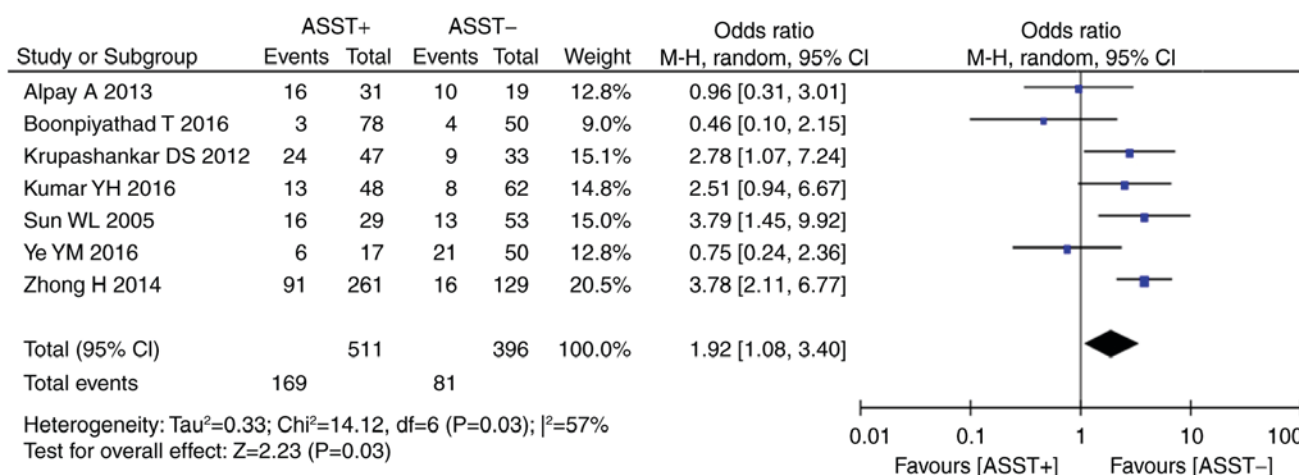 ASST+ ASST– Odds ratio Odds ratio
Study or Subgroup Events Total Events Total Weight M-H, random, 95% CI M-H, random, 95% CI
Alpay A 2013 16 31 10 19 12.8% 0.96 [0.31, 3.01]
Boonpiyathad T 2016 3 78 4 50 9.0% 0.46 [0.10, 2.15]
Krupashankar DS 2012 24 47 9 33 15.1% 2.78 [1.07, 7.24]
Kumar YH 2016 13 48 8 62 14.8% 2.51 [0.94, 6.67]
Sun WL 2005 16 29 13 53 15.0% 3.79 [1.45, 9.92]
Ye YM 2016 6 17 21 50 12.8% 0.75 [0.24, 2.36]
Zhong H 2014 91 261 16 129 20.5% 3.78 [2.11, 6.77]
Total (95% CI) 511 396 100.0% 1.92 [1.08, 3.40]
Total events 169 81
Heterogeneity: Tau²=0.33; Chi²=14.12, df=6 (P=0.03); |²=57%
Test for overall effect: Z=2.23 (P=0.03)
0.01 0.1 1 10 100
Favours [ASST+] Favours [ASST–]